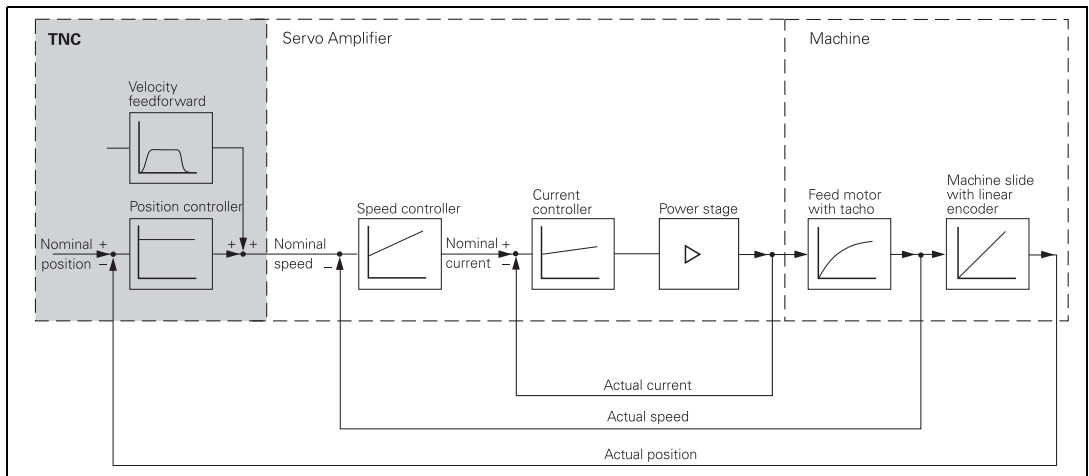 TNC
Servo Amplifier
Machine
Velocity
feedforward
Position controller
Speed controller
Current
controller
Power stage
Feed motor
with tacho
Machine slide
with linear
encoder
Nominal +
position −
+ +
Nominal
speed −
Nominal +
current −
Actual current
Actual speed
Actual position